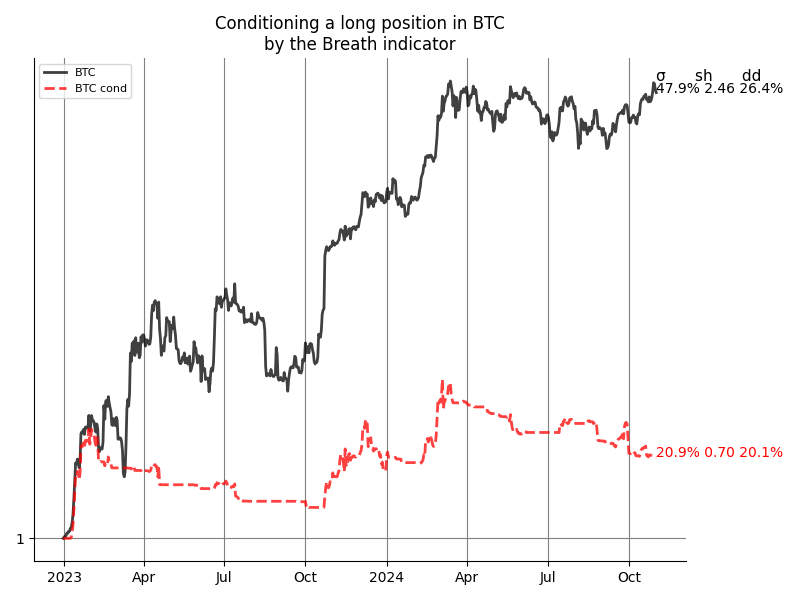 Conditioning a long position in BTC
by the Breath indicator
BTC
BTC cond
σ sh dd
47.9% 2.46 26.4%
20.9% 0.70 20.1%
1
2023 Apr Jul Oct 2024 Apr Jul Oct